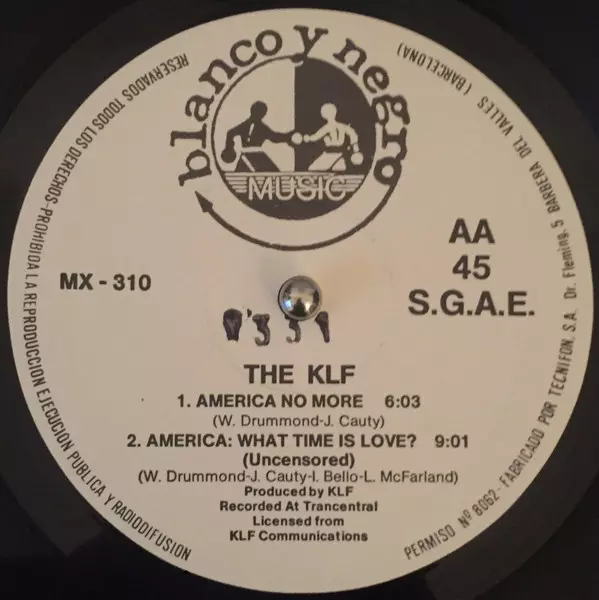 blanco y negro
MUSIC
RESERVADOS TODOS LOS DERECHOS-PROHIBIDA LA REPRODUCCION EJECUCION PUBLICA Y RADIODIFUSION
PERMISO Nº 8062-FABRICADO POR TECNIFON, S.A. Dr. Fleming, 5 BARBERA DEL VALLES (BARCELONA)
MX - 310
AA
45
S.G.A.E.
THE KLF
1. AMERICA NO MORE 6:03
(W. Drummond-J. Cauty)
2. AMERICA: WHAT TIME IS LOVE? 9:01
(Uncensored)
(W. Drummond-J. Cauty-I. Bello-L. McFarland)
Produced by KLF
Recorded At Trancentral
Licensed from
KLF Communications